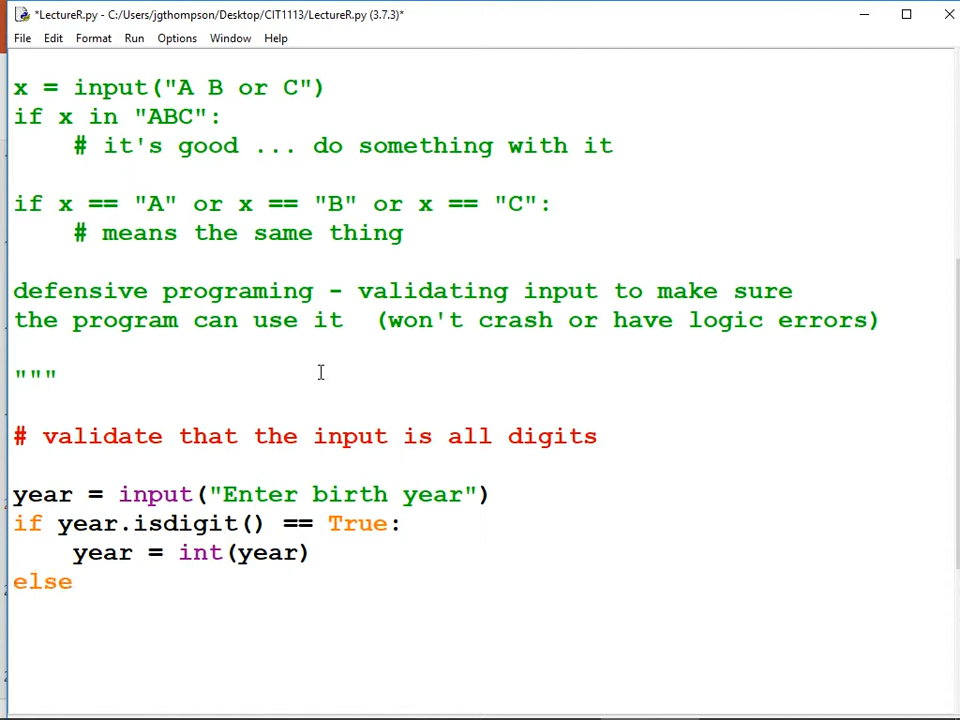 *LectureR.py - C:/Users/jgthompson/Desktop/CIT1113/LectureR.py (3.7.3)*
File Edit Format Run Options Window Help
x = input("A B or C")
if x in "ABC":
    # it's good ... do something with it
if x == "A" or x == "B" or x == "C":
    # means the same thing
defensive programing - validating input to make sure
the program can use it  (won't crash or have logic errors)
"""
# validate that the input is all digits
year = input("Enter birth year")
if year.isdigit() == True:
    year = int(year)
else